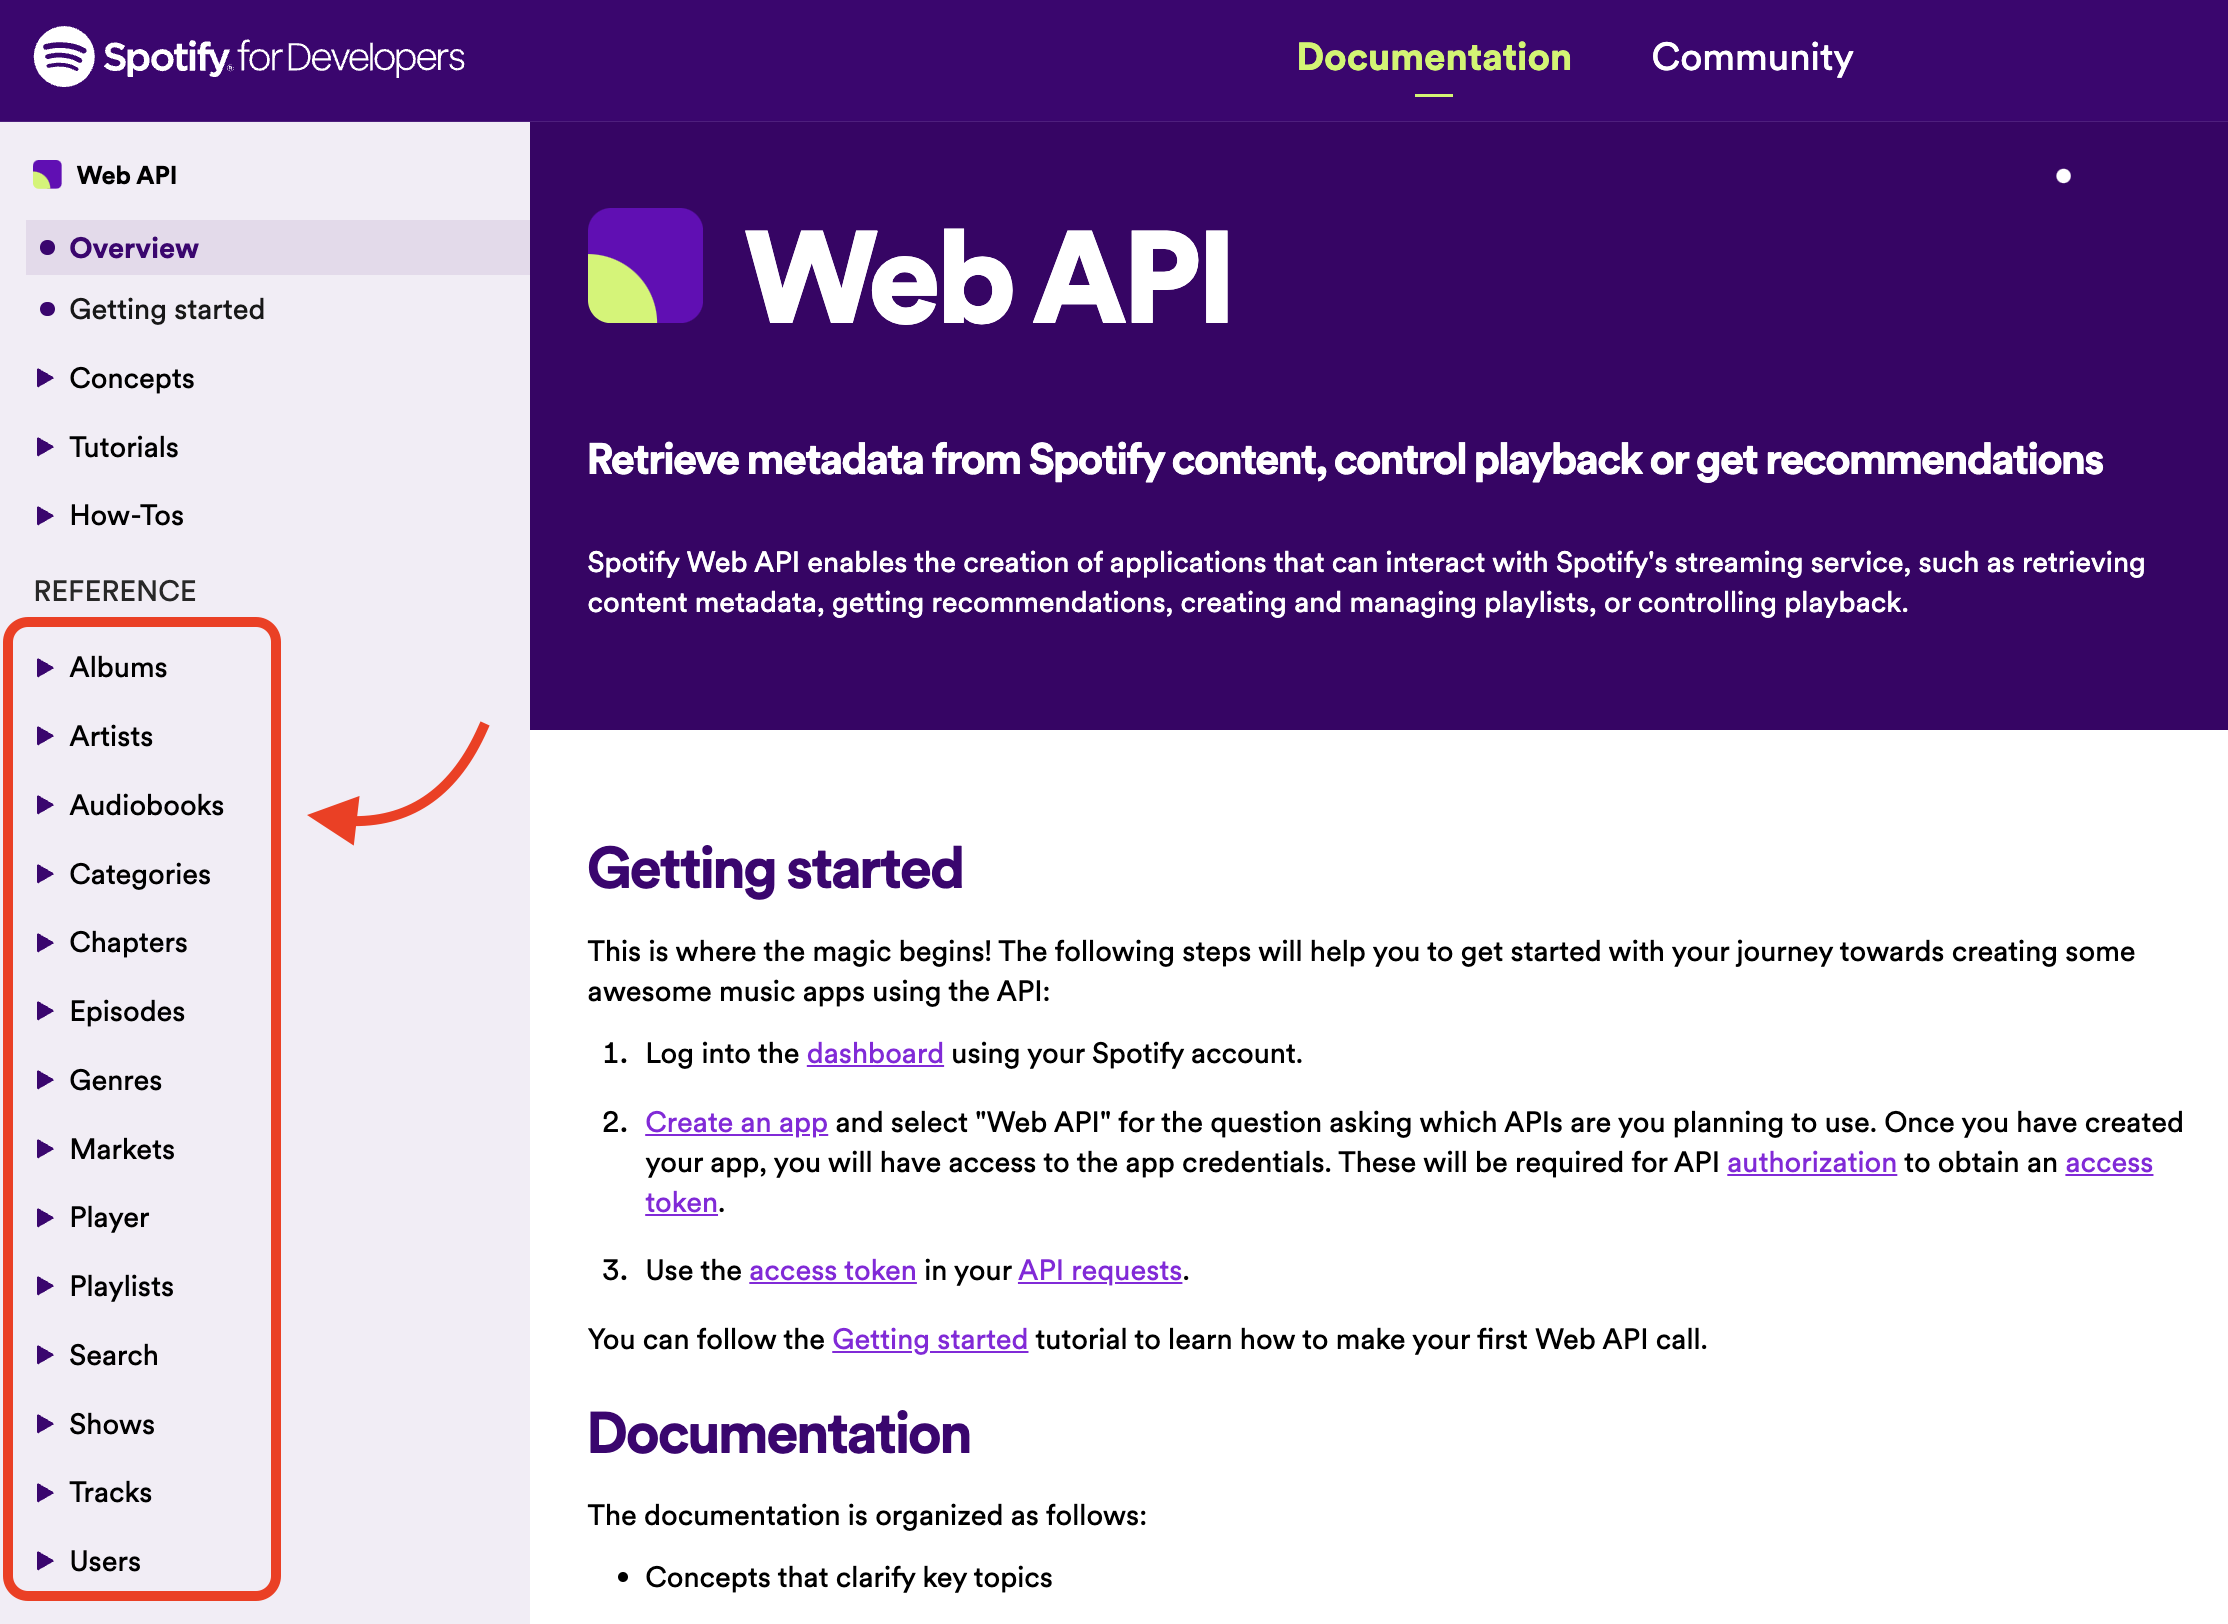 Spotify for Developers
Documentation
Community
Web API
Overview
Getting started
Concepts
Tutorials
How-Tos
REFERENCE
Albums
Artists
Audiobooks
Categories
Chapters
Episodes
Genres
Markets
Player
Playlists
Search
Shows
Tracks
Users
Web API
Retrieve metadata from Spotify content, control playback or get recommendations
Spotify Web API enables the creation of applications that can interact with Spotify's streaming service, such as retrieving
content metadata, getting recommendations, creating and managing playlists, or controlling playback.
Getting started
This is where the magic begins! The following steps will help you to get started with your journey towards creating some
awesome music apps using the API:
1. Log into the dashboard using your Spotify account.
2. Create an app and select "Web API" for the question asking which APIs are you planning to use. Once you have created
your app, you will have access to the app credentials. These will be required for API authorization to obtain an access
token.
3. Use the access token in your API requests.
You can follow the Getting started tutorial to learn how to make your first Web API call.
Documentation
The documentation is organized as follows:
• Concepts that clarify key topics